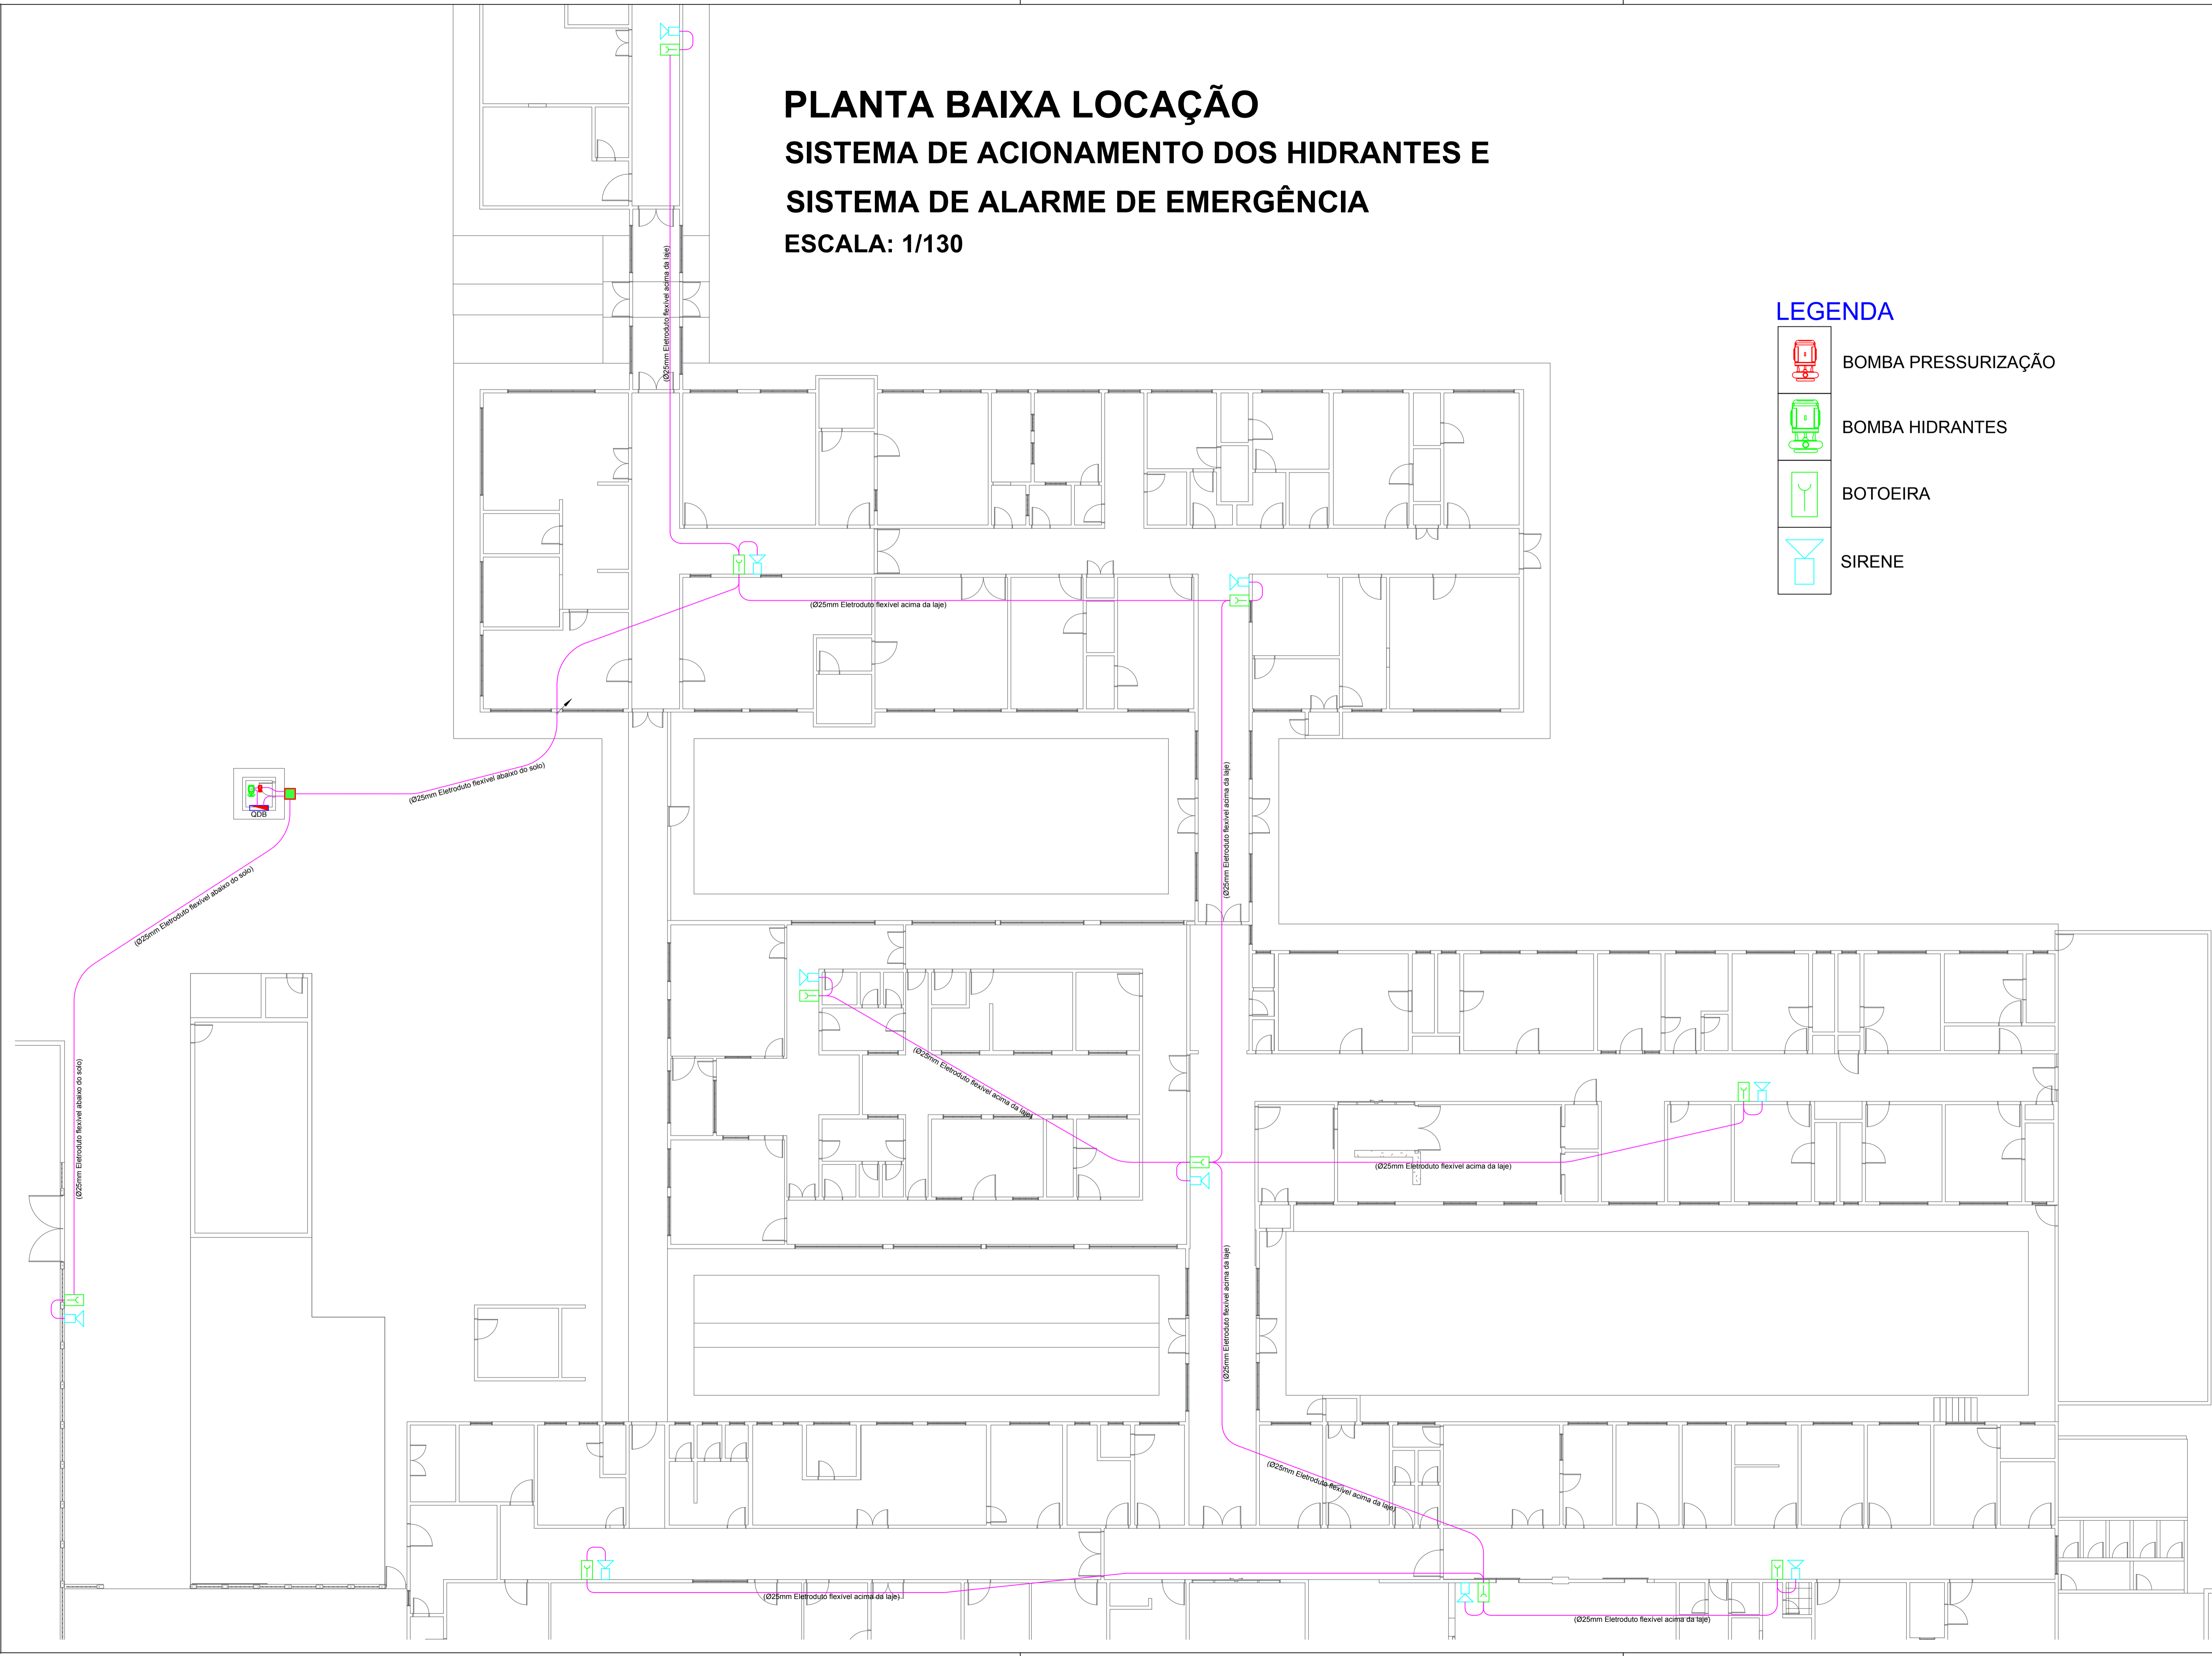 PLANTA BAIXA LOCAÇÃO
SISTEMA DE ACIONAMENTO DOS HIDRANTES E
SISTEMA DE ALARME DE EMERGÊNCIA
ESCALA: 1/130
LEGENDA
BOMBA PRESSURIZAÇÃO
BOMBA HIDRANTES
BOTOEIRA
SIRENE
(Ø25mm Eletroduto flexível acima da laje)
(Ø25mm Eletroduto flexível acima da laje)
(Ø25mm Eletroduto flexível abaixo do solo)
QDB
(Ø25mm Eletroduto flexível acima da laje)
(Ø25mm Eletroduto flexível abaixo do solo)
(Ø25mm Eletroduto flexível acima da laje)
(Ø25mm Eletroduto flexível abaixo do solo)
(Ø25mm Eletroduto flexível acima da laje)
(Ø25mm Eletroduto flexível acima da laje)
(Ø25mm Eletroduto flexível acima da laje)
(Ø25mm Eletroduto flexível acima da laje)
(Ø25mm Eletroduto flexível acima da laje)